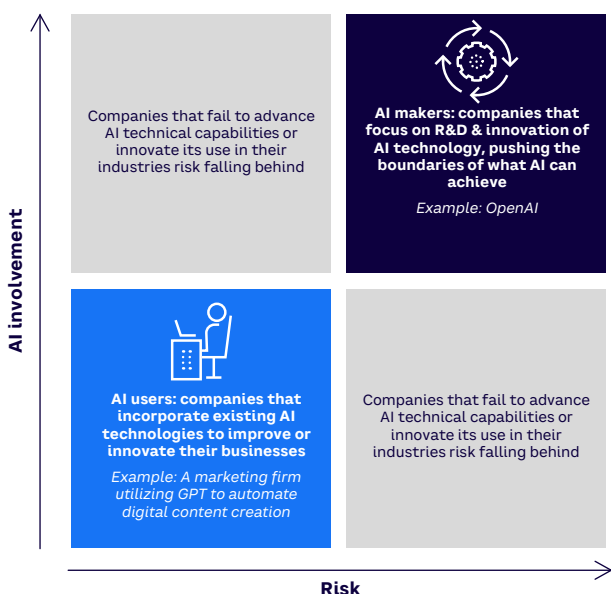 AI involvement
Companies that fail to advance
AI technical capabilities or
innovate its use in their
industries risk falling behind
AI makers: companies that
focus on R&D & innovation of
AI technology, pushing the
boundaries of what AI can
achieve
Example: OpenAI
AI users: companies that
incorporate existing AI
technologies to improve or
innovate their businesses
Example: A marketing firm
utilizing GPT to automate
digital content creation
Companies that fail to advance
AI technical capabilities or
innovate its use in their
industries risk falling behind
Risk